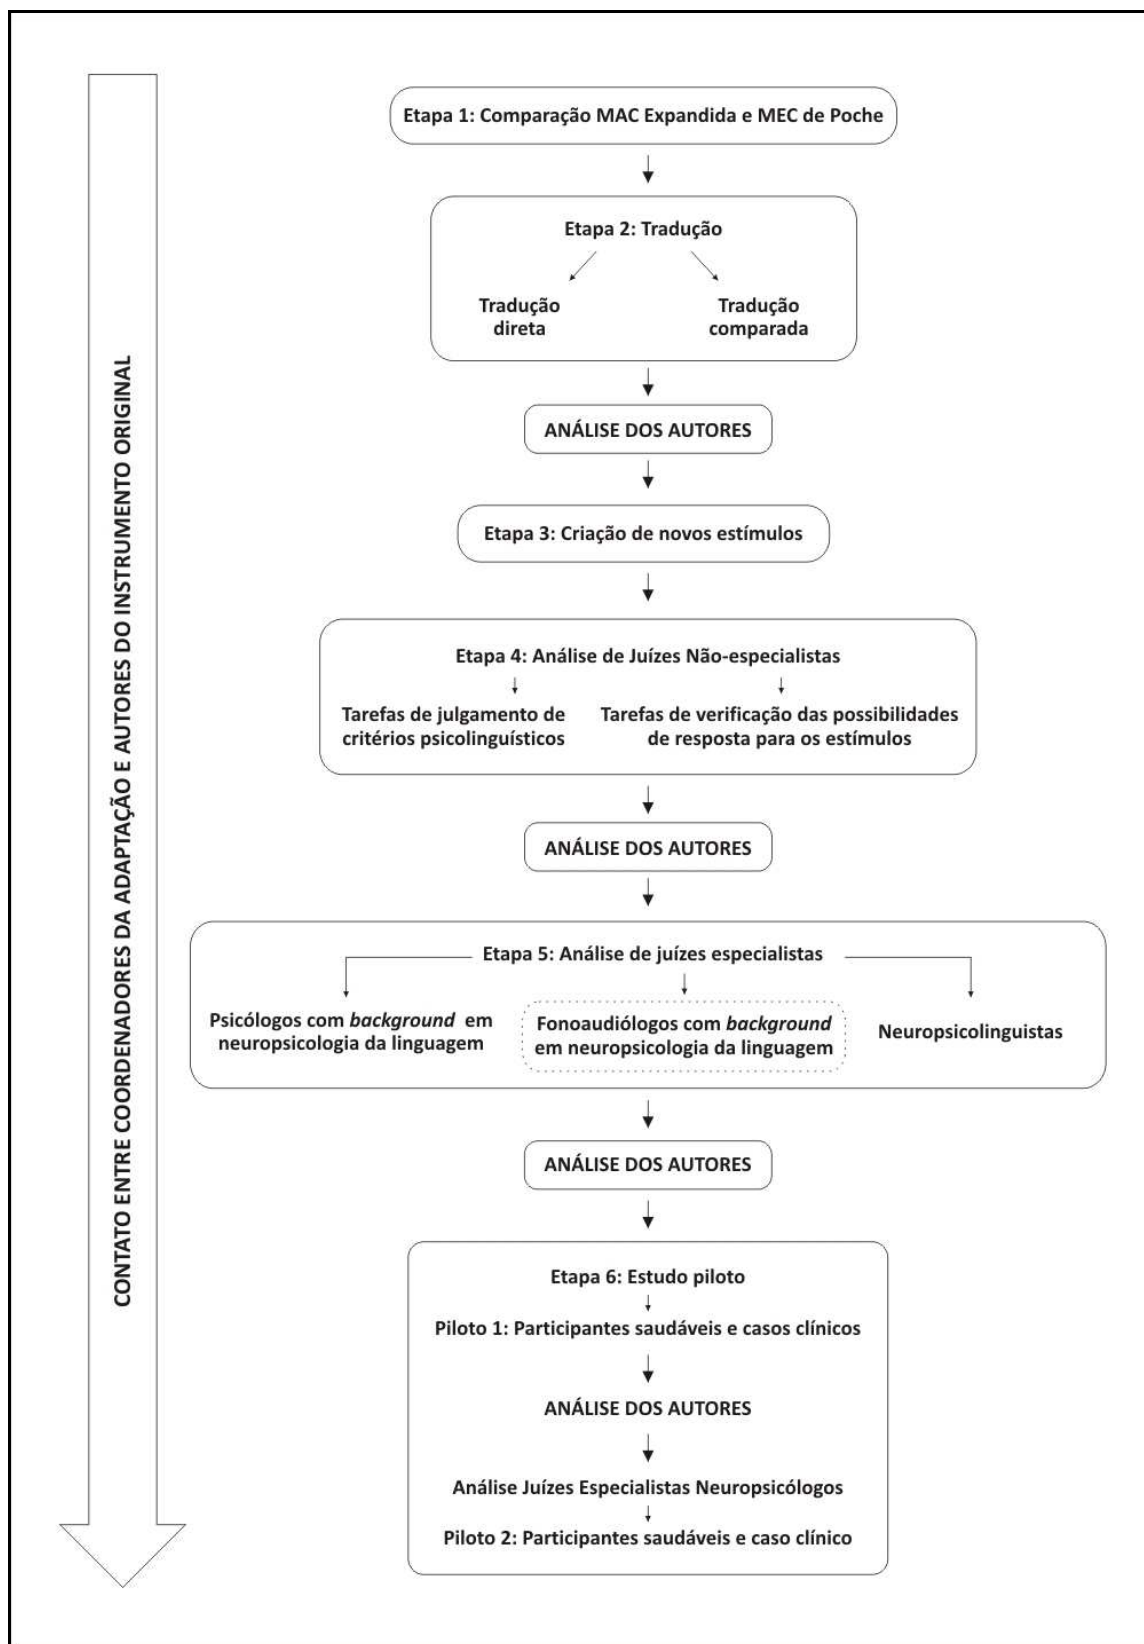 CONTATO ENTRE COORDENADORES DA ADAPTAÇÃO E AUTORES DO INSTRUMENTO ORIGINAL
Etapa 1: Comparação MAC Expandida e MEC de Poche
Etapa 2: Tradução
Tradução
direta
Tradução
comparada
ANÁLISE DOS AUTORES
Etapa 3: Criação de novos estímulos
Etapa 4: Análise de Juízes Não-especialistas
Tarefas de julgamento de
critérios psicolinguísticos
Tarefas de verificação das possibilidades
de resposta para os estímulos
ANÁLISE DOS AUTORES
Etapa 5: Análise de juízes especialistas
Psicólogos com background em
neuropsicologia da linguagem
Fonoaudiólogos com background
em neuropsicologia da linguagem
Neuropsicolinguistas
ANÁLISE DOS AUTORES
Etapa 6: Estudo piloto
Piloto 1: Participantes saudáveis e casos clínicos
ANÁLISE DOS AUTORES
Análise Juízes Especialistas Neuropsicólogos
Piloto 2: Participantes saudáveis e caso clínico